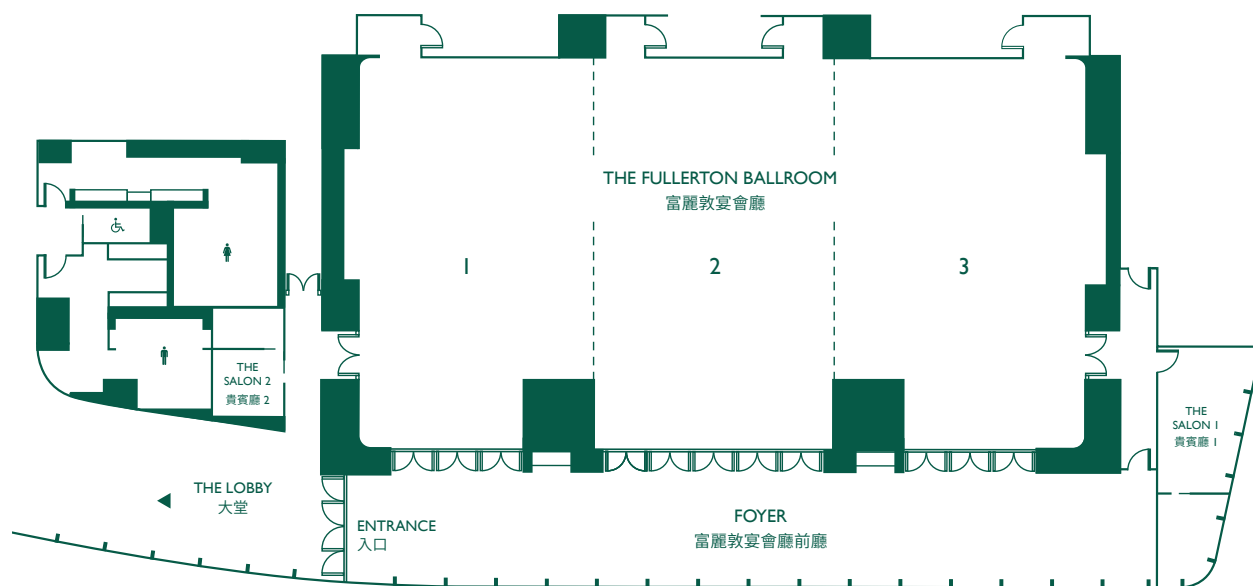 THE FULLERTON BALLROOM
富麗敦宴會廳
1
2
3
THE
SALON 2
貴賓廳 2
THE
SALON 1
貴賓廳 1
THE LOBBY
大堂
ENTRANCE
入口
FOYER
富麗敦宴會廳前廳